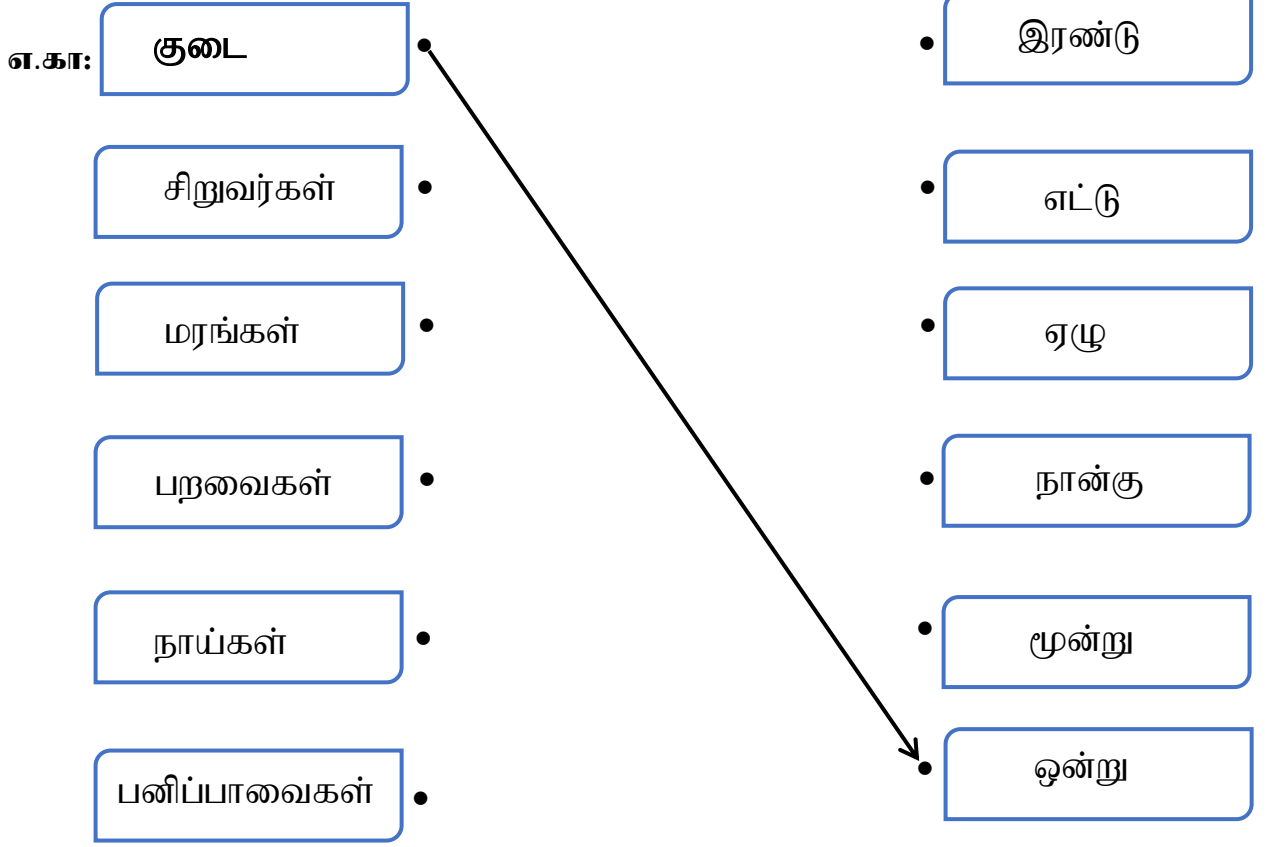 எ.கா: குடை இரண்டு
சிறுவர்கள் எட்டு
மரங்கள் ஏழு
பறவைகள் நான்கு
நாய்கள் மூன்று
பனிப்பாவைகள் ஒன்று